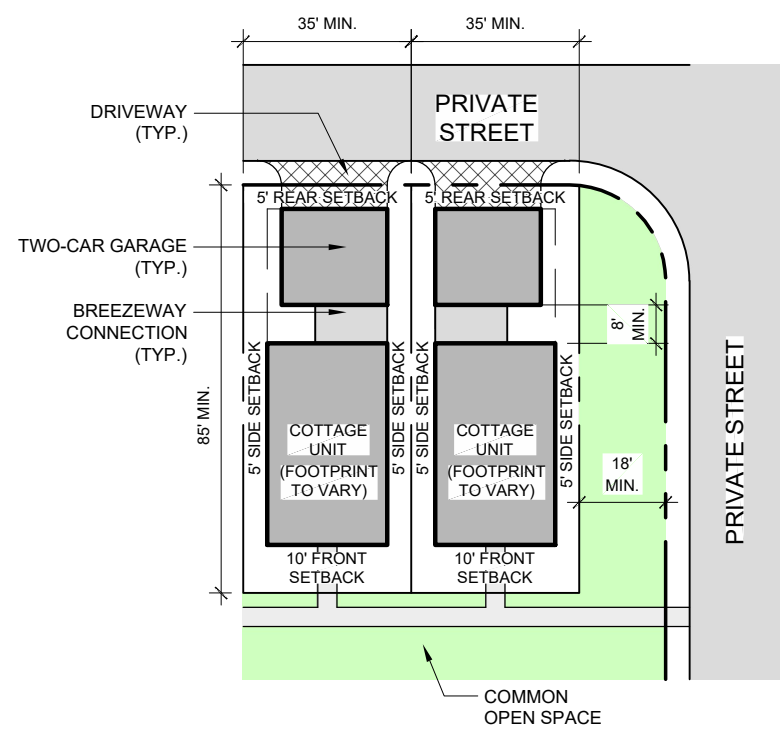 35' MIN.
35' MIN.
DRIVEWAY
(TYP.)
PRIVATE
STREET
5' REAR SETBACK
5' REAR SETBACK
TWO-CAR GARAGE
(TYP.)
BREEZEWAY
CONNECTION
(TYP.)
8'
MIN.
85' MIN.
5' SIDE SETBACK
5' SIDE SETBACK
5' SIDE SETBACK
5' SIDE SETBACK
COTTAGE
UNIT
(FOOTPRINT
TO VARY)
COTTAGE
UNIT
(FOOTPRINT
TO VARY)
18'
MIN.
PRIVATE STREET
10' FRONT
SETBACK
10' FRONT
SETBACK
COMMON
OPEN SPACE